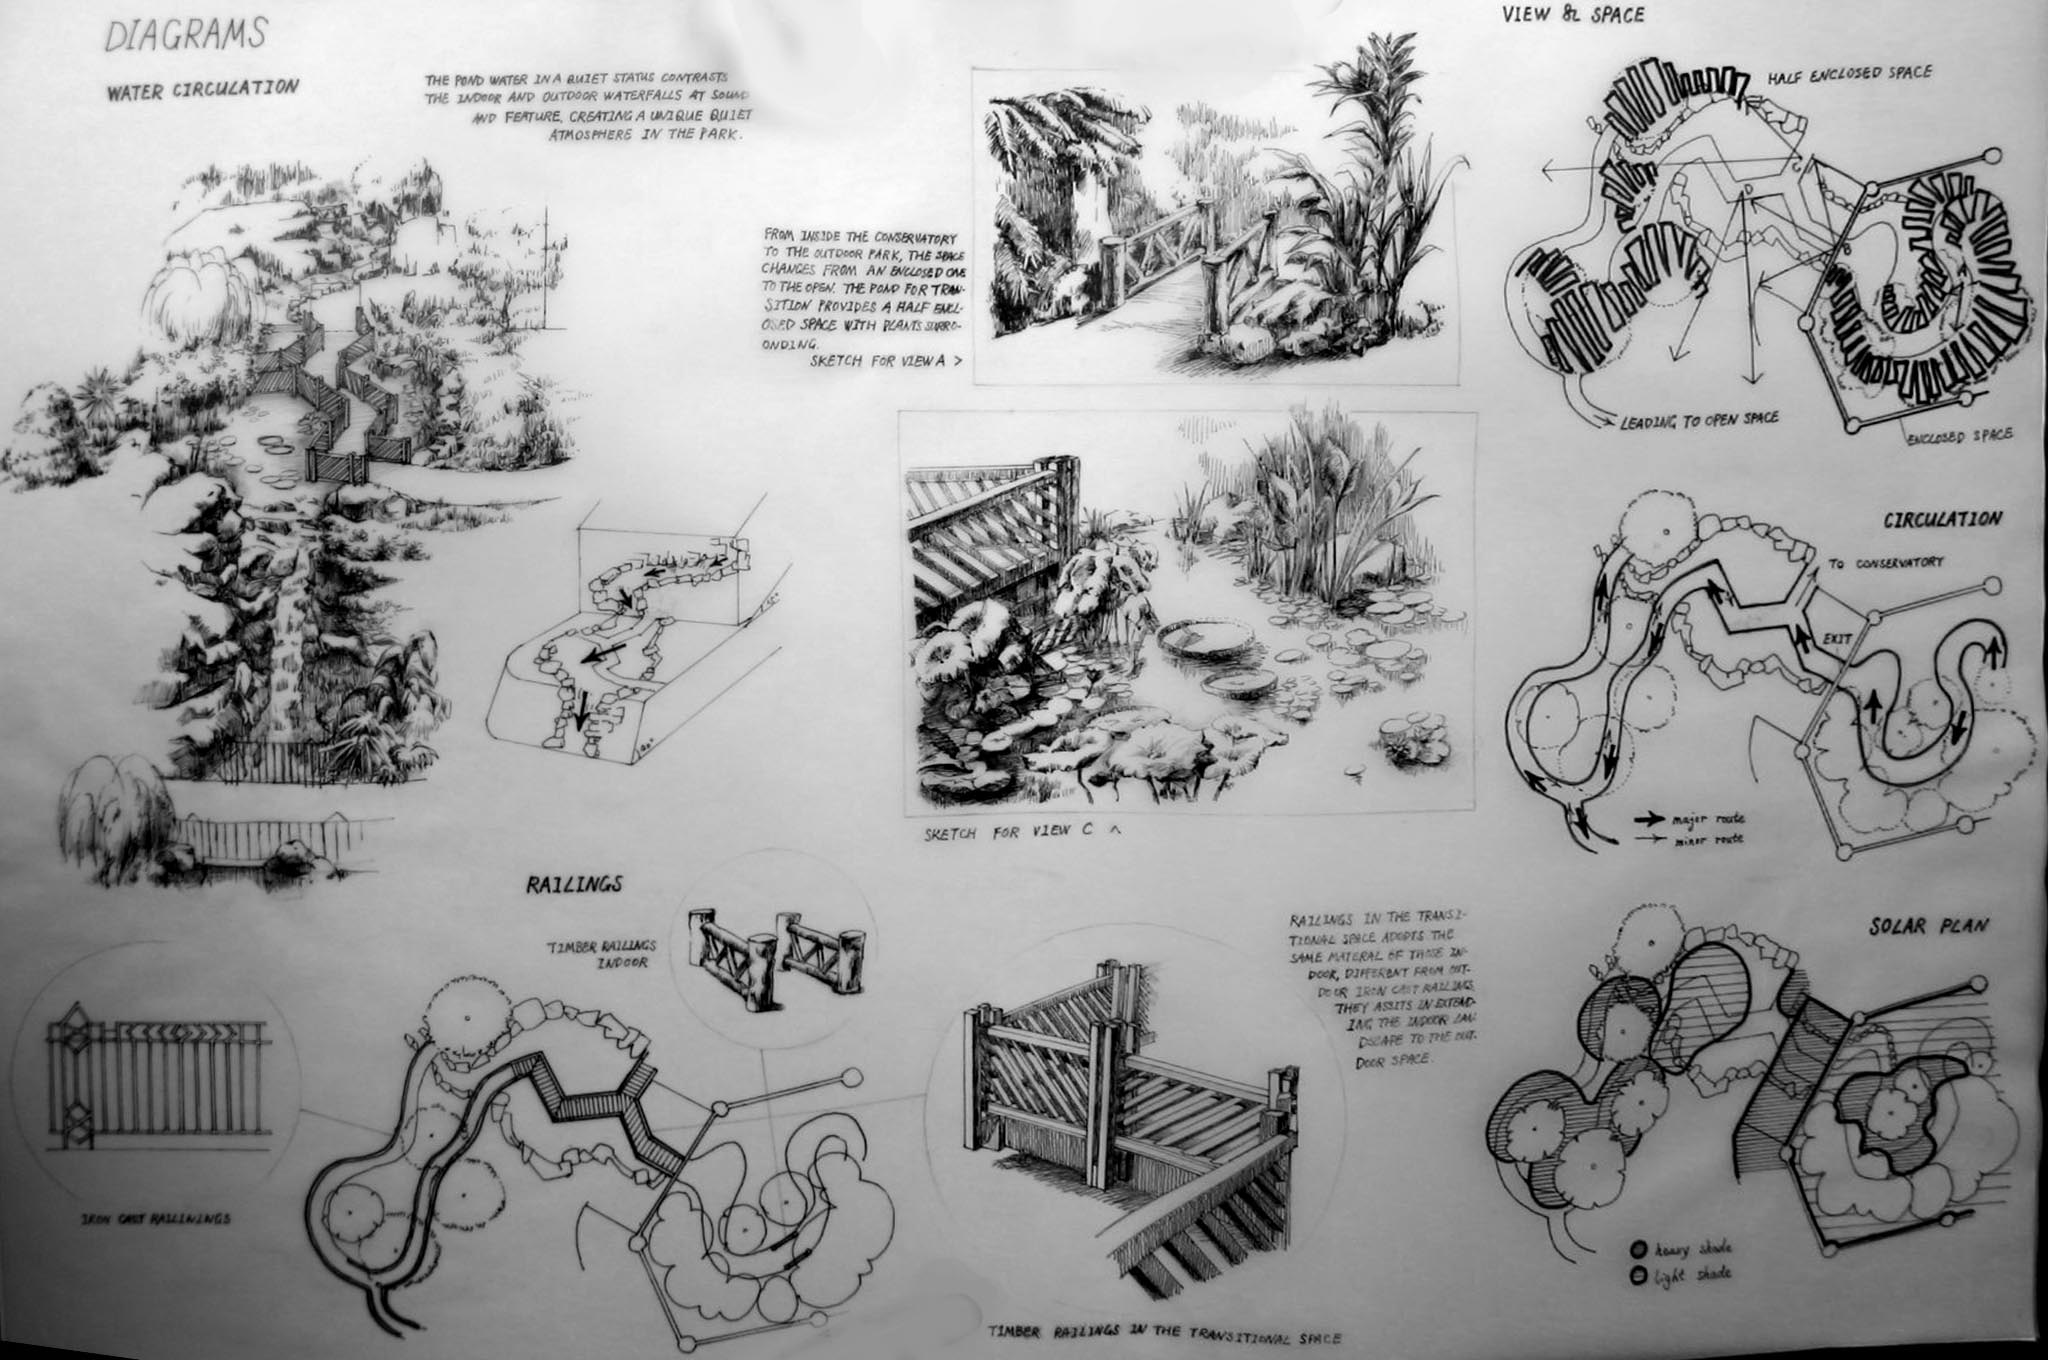 DIAGRAMS
WATER CIRCULATION
THE POND WATER IN A QUIET STATUS CONTRASTS
THE INDOOR AND OUTDOOR WATERFALLS AT SOUND
AND FEATURE, CREATING A UNIQUE QUIET
ATMOSPHERE IN THE PARK.
FROM INSIDE THE CONSERVATORY
TO THE OUTDOOR PARK, THE SPACE
CHANGES FROM AN ENCLOSED ONE
TO THE OPEN. THE POND FOR TRAN-
SITION PROVIDES A HALF ENCL-
OSED SPACE WITH PLANTS SURRO-
ONDING.
SKETCH FOR VIEW A >
SKETCH FOR VIEW C ^
VIEW & SPACE
HALF ENCLOSED SPACE
C
D
B
LEADING TO OPEN SPACE
ENCLOSED SPACE
CIRCULATION
TO CONSERVATORY
EXIT
major route
minor route
RAILINGS
TIMBER RAILINGS
INDOOR
IRON CAST RAILININGS
RAILINGS IN THE TRANSI-
TIONAL SPACE ADOPTS THE
SAME MATERAL OF THOSE IN-
DOOR, DIFFERENT FROM OUT-
DOOR IRON CAST RAILINGS
THEY ASSITS IN EXTEND-
ING THE INDOOR LAN
DSCAPE TO THE OUT-
DOOR SPACE.
TIMBER RAILINGS IN THE TRANSITIONAL SPACE
SOLAR PLAN
heavy shade
light shade